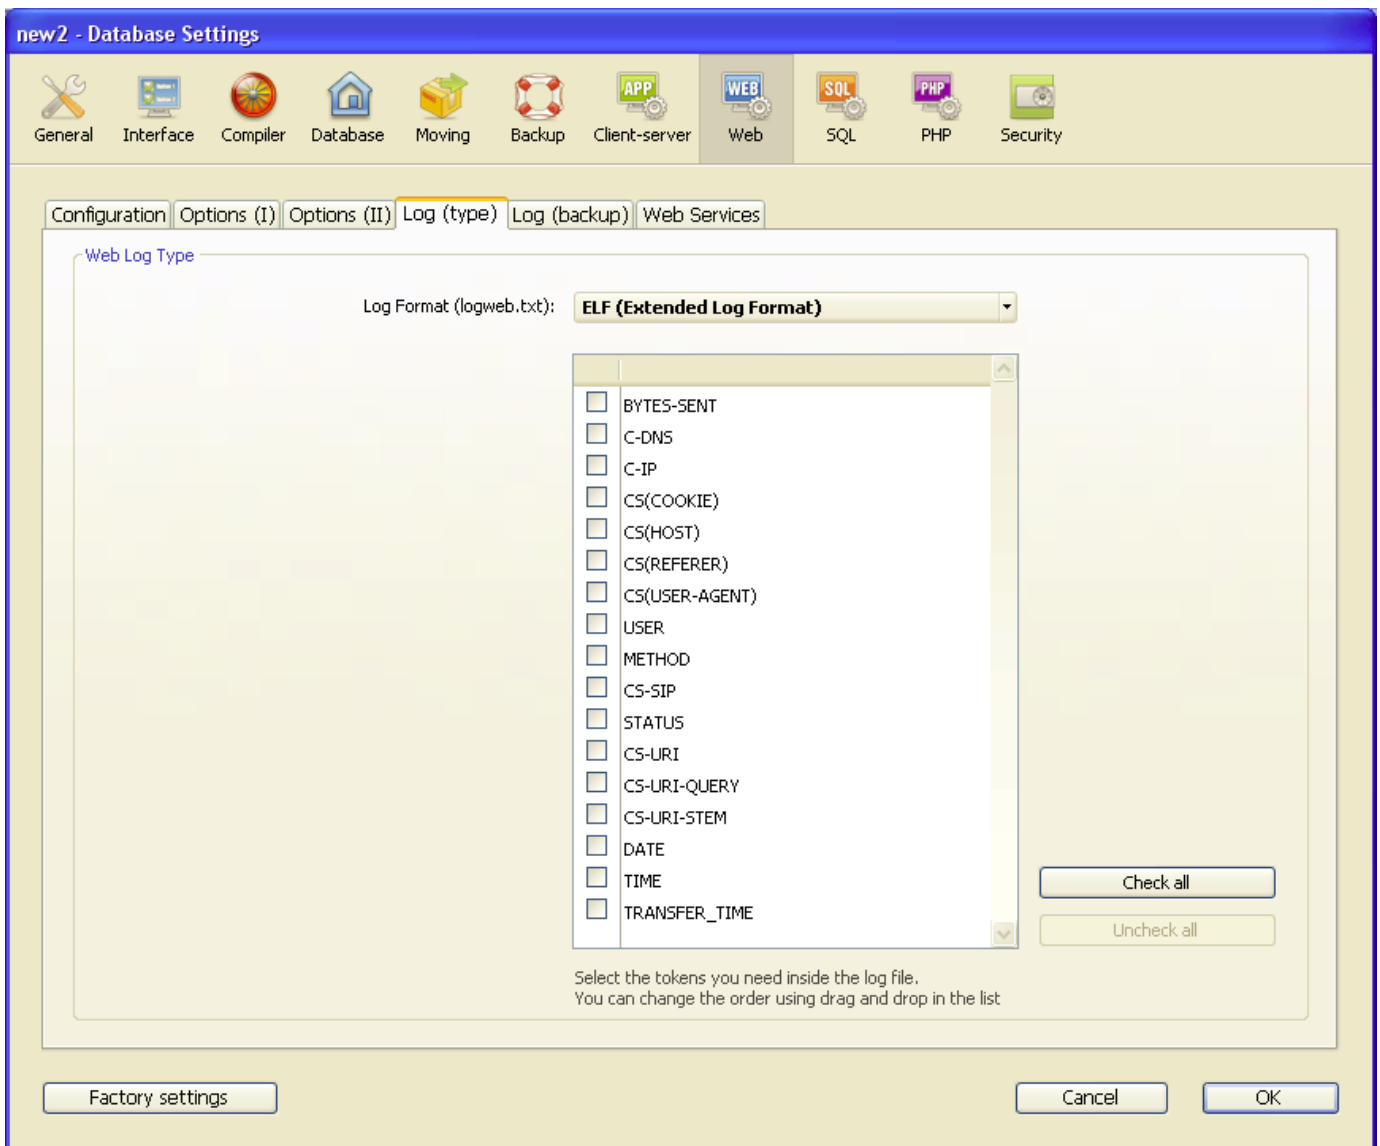 new2 - Database Settings
General Interface Compiler Database Moving Backup APP Client-server WEB Web SQL SQL PHP PHP Security
Configuration Options (I) Options (II) Log (type) Log (backup) Web Services
Web Log Type
Log Format (logweb.txt): ELF (Extended Log Format)
BYTES-SENT
C-DNS
C-IP
CS(COOKIE)
CS(HOST)
CS(REFERER)
CS(USER-AGENT)
USER
METHOD
CS-SIP
STATUS
CS-URI
CS-URI-QUERY
CS-URI-STEM
DATE
TIME
TRANSFER_TIME
Check all
Uncheck all
Select the tokens you need inside the log file.
You can change the order using drag and drop in the list
Factory settings Cancel OK